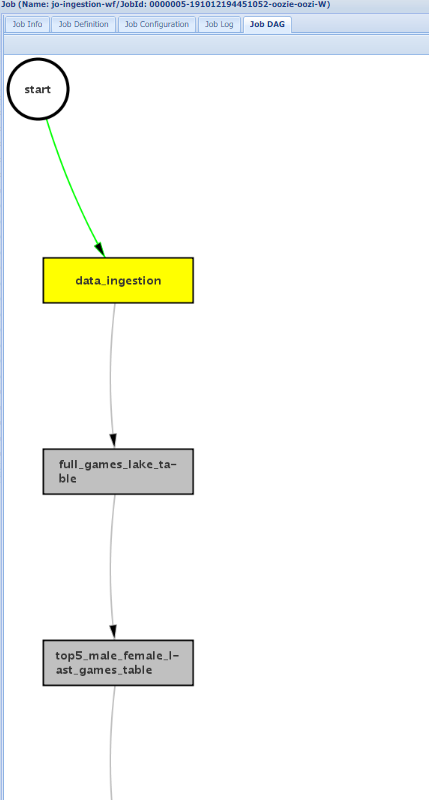 Job (Name: jo-ingestion-wf/JobId: 0000005-191012194451052-oozie-oozi-W)
Job Info Job Definition Job Configuration Job Log Job DAG
start
data_ingestion
full_games_lake_ta-
ble
top5_male_female_l-
ast_games_table